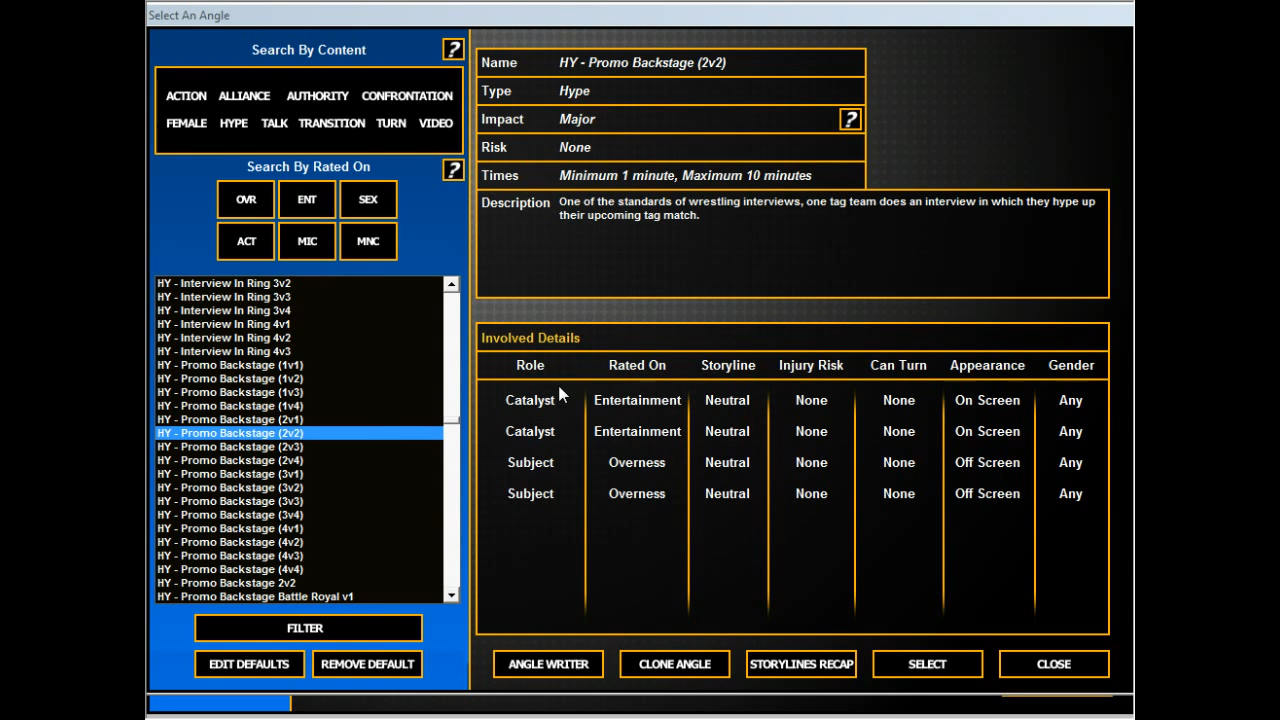 Select An Angle
Search By Content
?
ACTION ALLIANCE AUTHORITY CONFRONTATION
FEMALE HYPE TALK TRANSITION TURN VIDEO
Search By Rated On
?
OVR ENT SEX
ACT MIC MNC
HY - Interview In Ring 3v2
HY - Interview In Ring 3v3
HY - Interview In Ring 3v4
HY - Interview In Ring 4v1
HY - Interview In Ring 4v2
HY - Interview In Ring 4v3
HY - Promo Backstage (1v1)
HY - Promo Backstage (1v2)
HY - Promo Backstage (1v3)
HY - Promo Backstage (1v4)
HY - Promo Backstage (2v1)
HY - Promo Backstage (2v2)
HY - Promo Backstage (2v3)
HY - Promo Backstage (2v4)
HY - Promo Backstage (3v1)
HY - Promo Backstage (3v2)
HY - Promo Backstage (3v3)
HY - Promo Backstage (3v4)
HY - Promo Backstage (4v1)
HY - Promo Backstage (4v2)
HY - Promo Backstage (4v3)
HY - Promo Backstage (4v4)
HY - Promo Backstage 2v2
HY - Promo Backstage Battle Royal v1
FILTER
EDIT DEFAULTS REMOVE DEFAULT
Name HY - Promo Backstage (2v2)
Type Hype
Impact Major ?
Risk None
Times Minimum 1 minute, Maximum 10 minutes
Description One of the standards of wrestling interviews, one tag team does an interview in which they hype up
their upcoming tag match.
Involved Details
Role Rated On Storyline Injury Risk Can Turn Appearance Gender
Catalyst Entertainment Neutral None None On Screen Any
Catalyst Entertainment Neutral None None On Screen Any
Subject Overness Neutral None None Off Screen Any
Subject Overness Neutral None None Off Screen Any
ANGLE WRITER CLONE ANGLE STORYLINES RECAP SELECT CLOSE